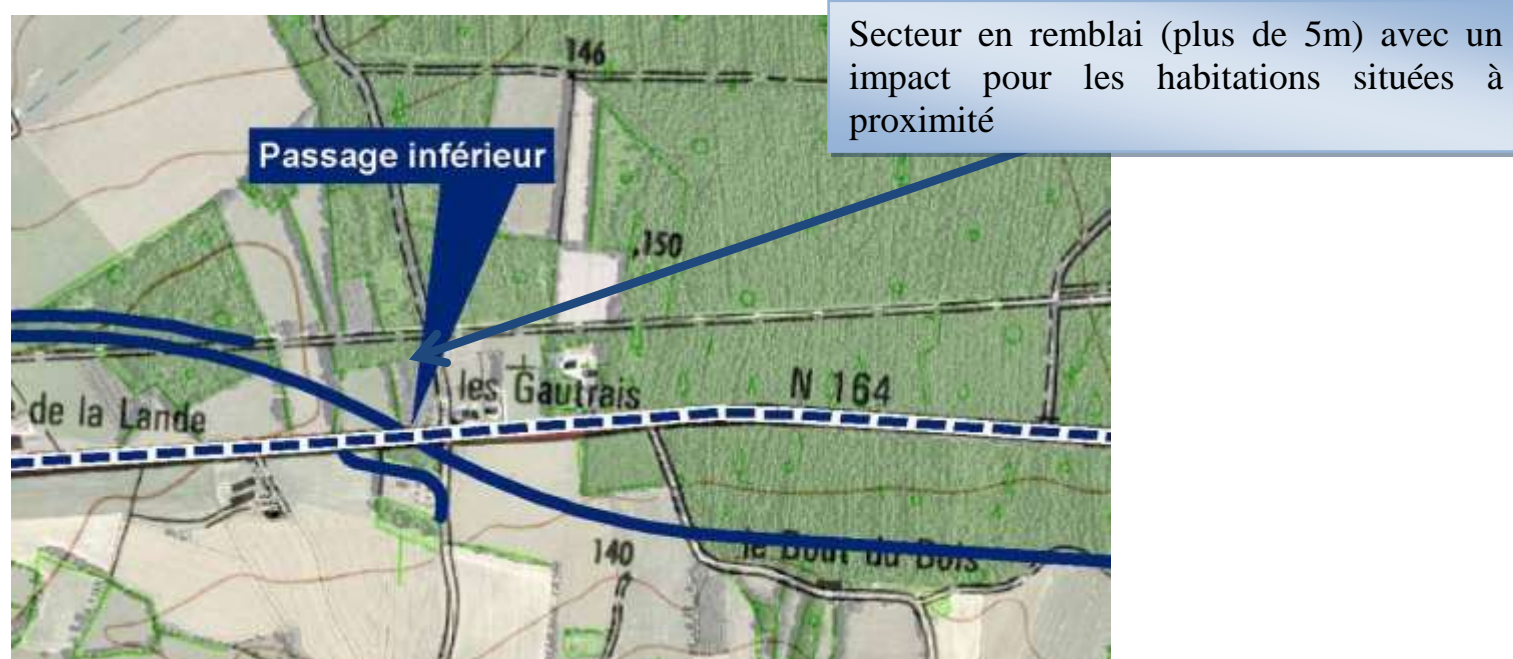 Secteur en remblai (plus de 5m) avec un
impact pour les habitations situées à
proximité
146
Passage inférieur
150
les Gautrais
N 164
de la Lande
le Bout du Bois
140